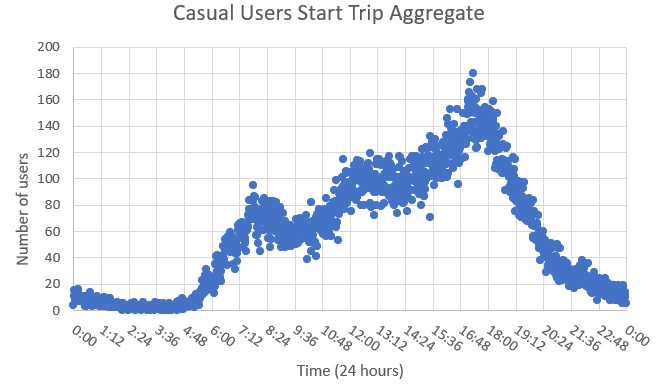 Casual Users Start Trip Aggregate
200
180
160
140
120
100
80
60
40
20
0
Number of users
0:00 1:12 2:24 3:36 4:48 6:00 7:12 8:24 9:36 10:48 12:00 13:12 14:24 15:36 16:48 18:00 19:12 20:24 21:36 22:48 0:00
Time (24 hours)